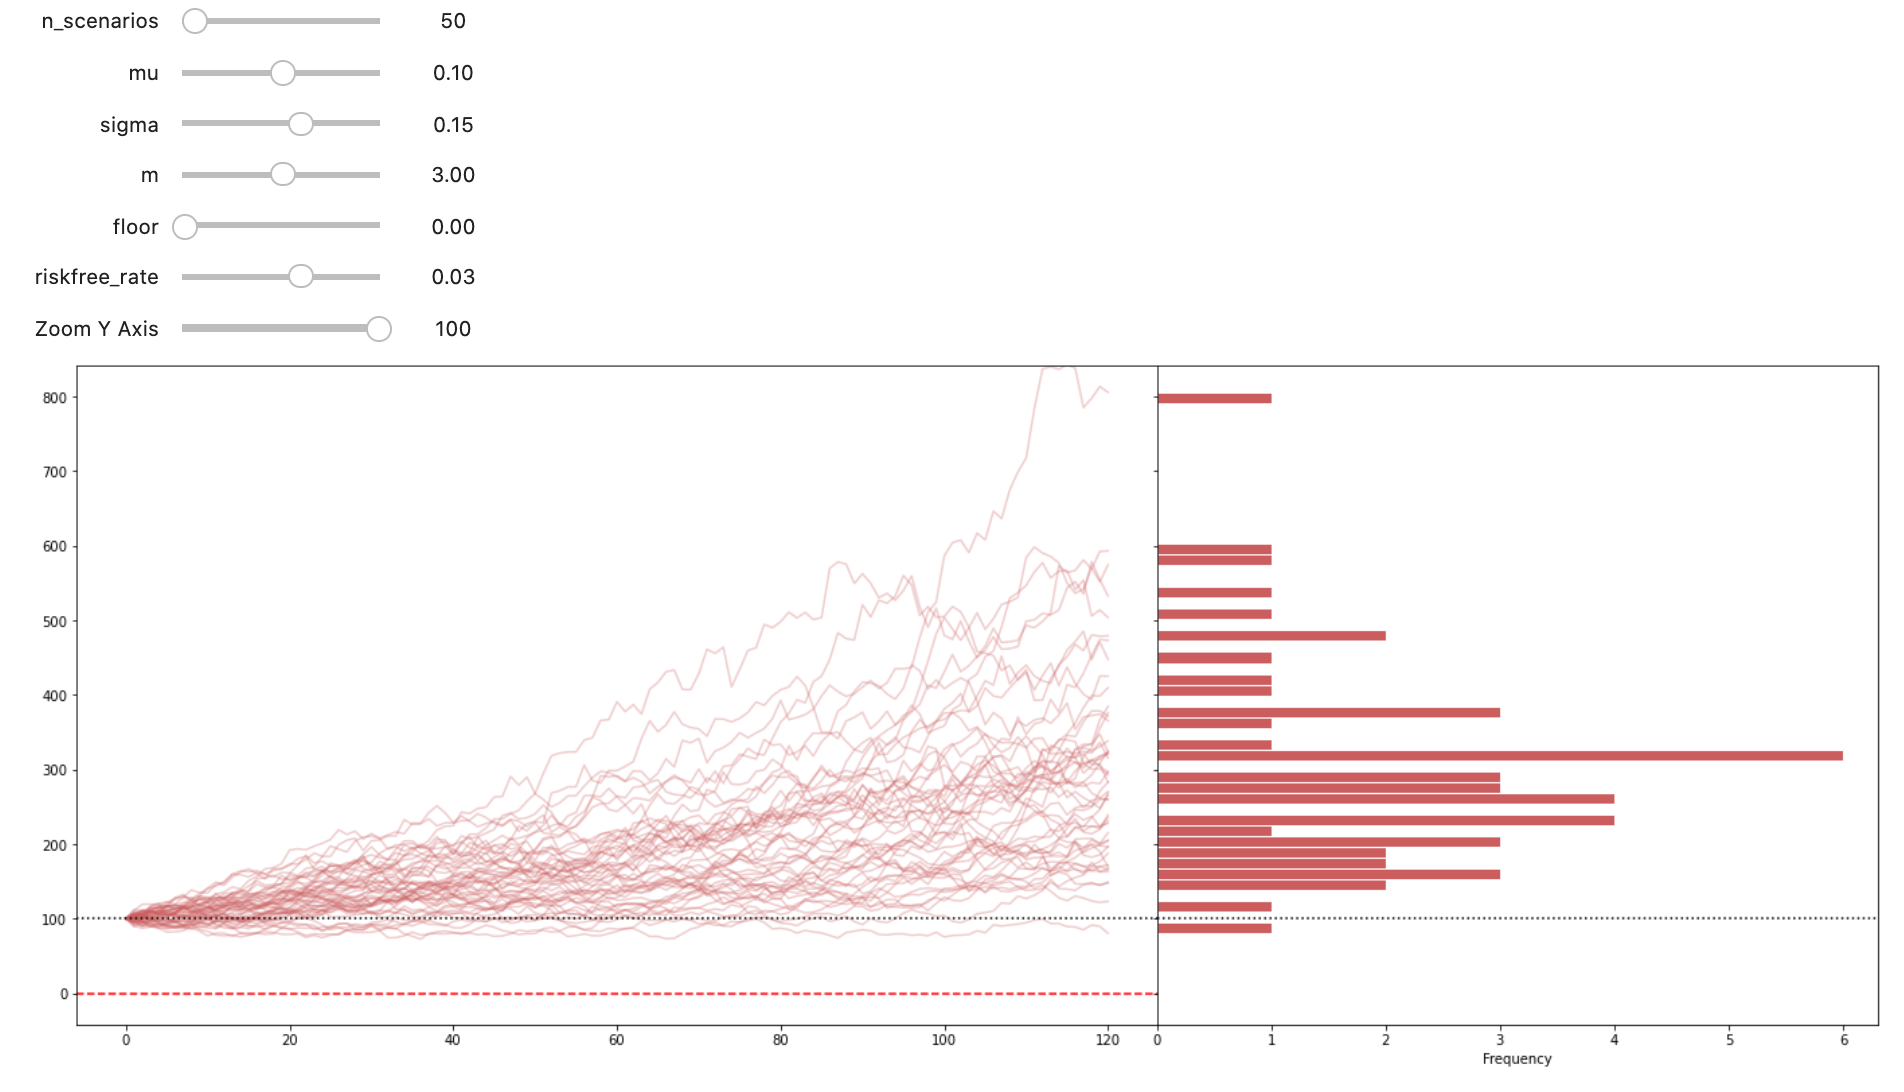 n_scenarios 50
mu 0.10
sigma 0.15
m 3.00
floor 0.00
riskfree_rate 0.03
Zoom Y Axis 100
800
700
600
500
400
300
200
100
0
0 20 40 60 80 100 120 0 1 2 3 4 5 6
Frequency